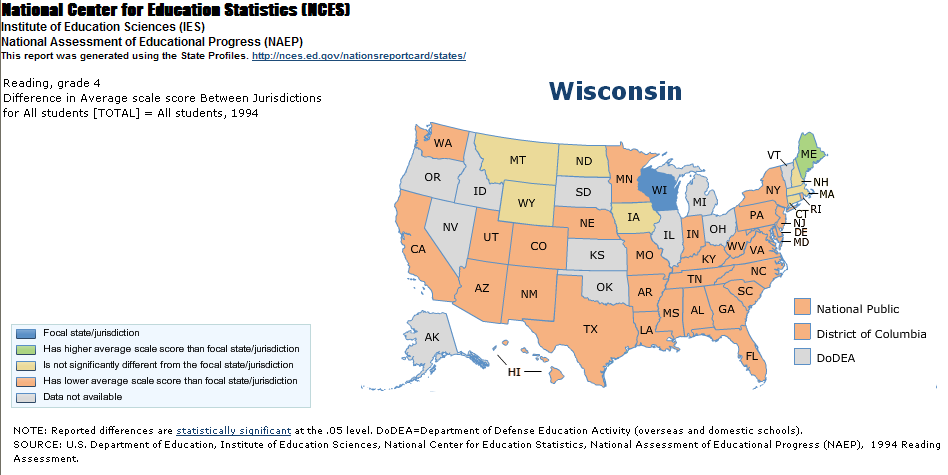 National Center for Education Statistics (NCES)
Institute of Education Sciences (IES)
National Assessment of Educational Progress (NAEP)
This report was generated using the State Profiles. http://nces.ed.gov/nationsreportcard/states/
Reading, grade 4
Difference in Average scale score Between Jurisdictions
for All students [TOTAL] = All students, 1994
Wisconsin
WA
MT
ND
MN
OR
ID
WY
SD
WI
MI
VT
ME
NH
MA
RI
CT
NY
NV
UT
CO
NE
IA
IL
IN
OH
PA
NJ
DE
MD
CA
KS
MO
KY
WV
VA
AZ
NM
OK
AR
TN
NC
SC
TX
LA
MS
AL
GA
FL
AK
HI
National Public
District of Columbia
DoDEA
Focal state/jurisdiction
Has higher average scale score than focal state/jurisdiction
Is not significantly different from the focal state/jurisdiction
Has lower average scale score than focal state/jurisdiction
Data not available
NOTE: Reported differences are statistically significant at the .05 level. DoDEA=Department of Defense Education Activity (overseas and domestic schools).
SOURCE: U.S. Department of Education, Institute of Education Sciences, National Center for Education Statistics, National Assessment of Educational Progress (NAEP), 1994 Reading
Assessment.